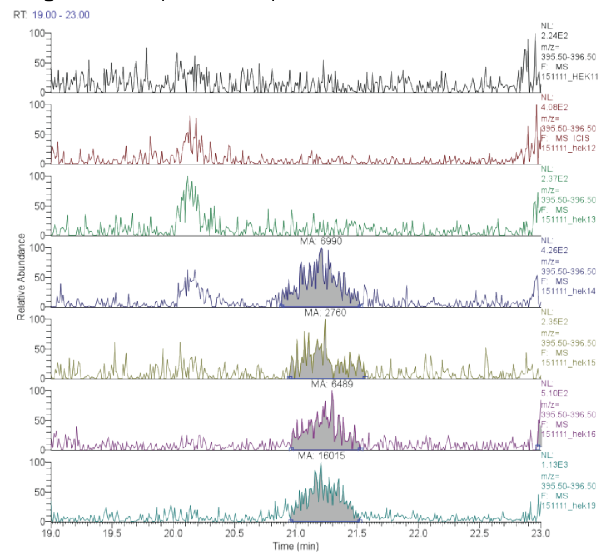 RT: 19.00 - 23.00
100
50
0
NL:
2.24E2
m/z=
395.50-396.50
F: MS
151111_HEK11
100
50
0
NL:
4.08E2
m/z=
395.50-396.50
F: MS ICIS
151111_hek12
100
50
0
NL:
2.37E2
m/z=
395.50-396.50
F: MS
151111_hek13
MA: 6990
100
50
0
NL:
4.26E2
m/z=
395.50-396.50
F: MS
151111_hek14
MA: 2760
100
50
0
NL:
2.35E2
m/z=
395.50-396.50
F: MS
151111_hek15
MA: 6489
100
50
0
NL:
5.10E2
m/z=
395.50-396.50
F: MS
151111_hek16
MA: 16015
100
50
0
NL:
1.13E3
m/z=
395.50-396.50
F: MS
151111_hek19
Relative Abundance
19.0 19.5 20.0 20.5 21.0 21.5 22.0 22.5 23.0
Time (min)